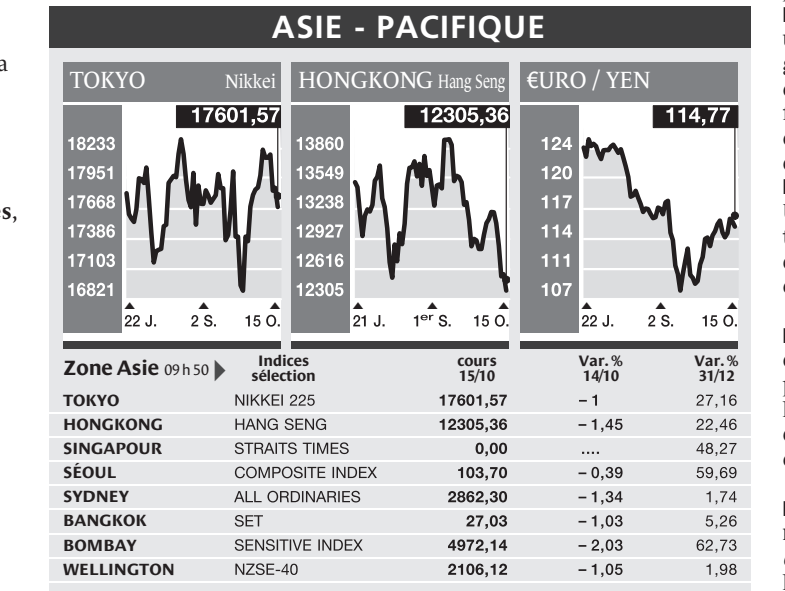 ASIE - PACIFIQUE
TOKYO Nikkei
17601,57
18233
17951
17668
17386
17103
16821
22 J. 2 S. 15 O.
HONGKONG Hang Seng
12305,36
13860
13549
13238
12927
12616
12305
21 J. 1er S. 15 O.
€URO / YEN
114,77
124
120
117
114
111
107
22 J. 2 S. 15 O.
Zone Asie 09 h 50 Indices sélection cours 15/10 Var. % 14/10 Var. % 31/12
TOKYO NIKKEI 225 17601,57 – 1 27,16
HONGKONG HANG SENG 12305,36 – 1,45 22,46
SINGAPOUR STRAITS TIMES 0,00 .... 48,27
SÉOUL COMPOSITE INDEX 103,70 – 0,39 59,69
SYDNEY ALL ORDINARIES 2862,30 – 1,34 1,74
BANGKOK SET 27,03 – 1,03 5,26
BOMBAY SENSITIVE INDEX 4972,14 – 2,03 62,73
WELLINGTON NZSE-40 2106,12 – 1,05 1,98